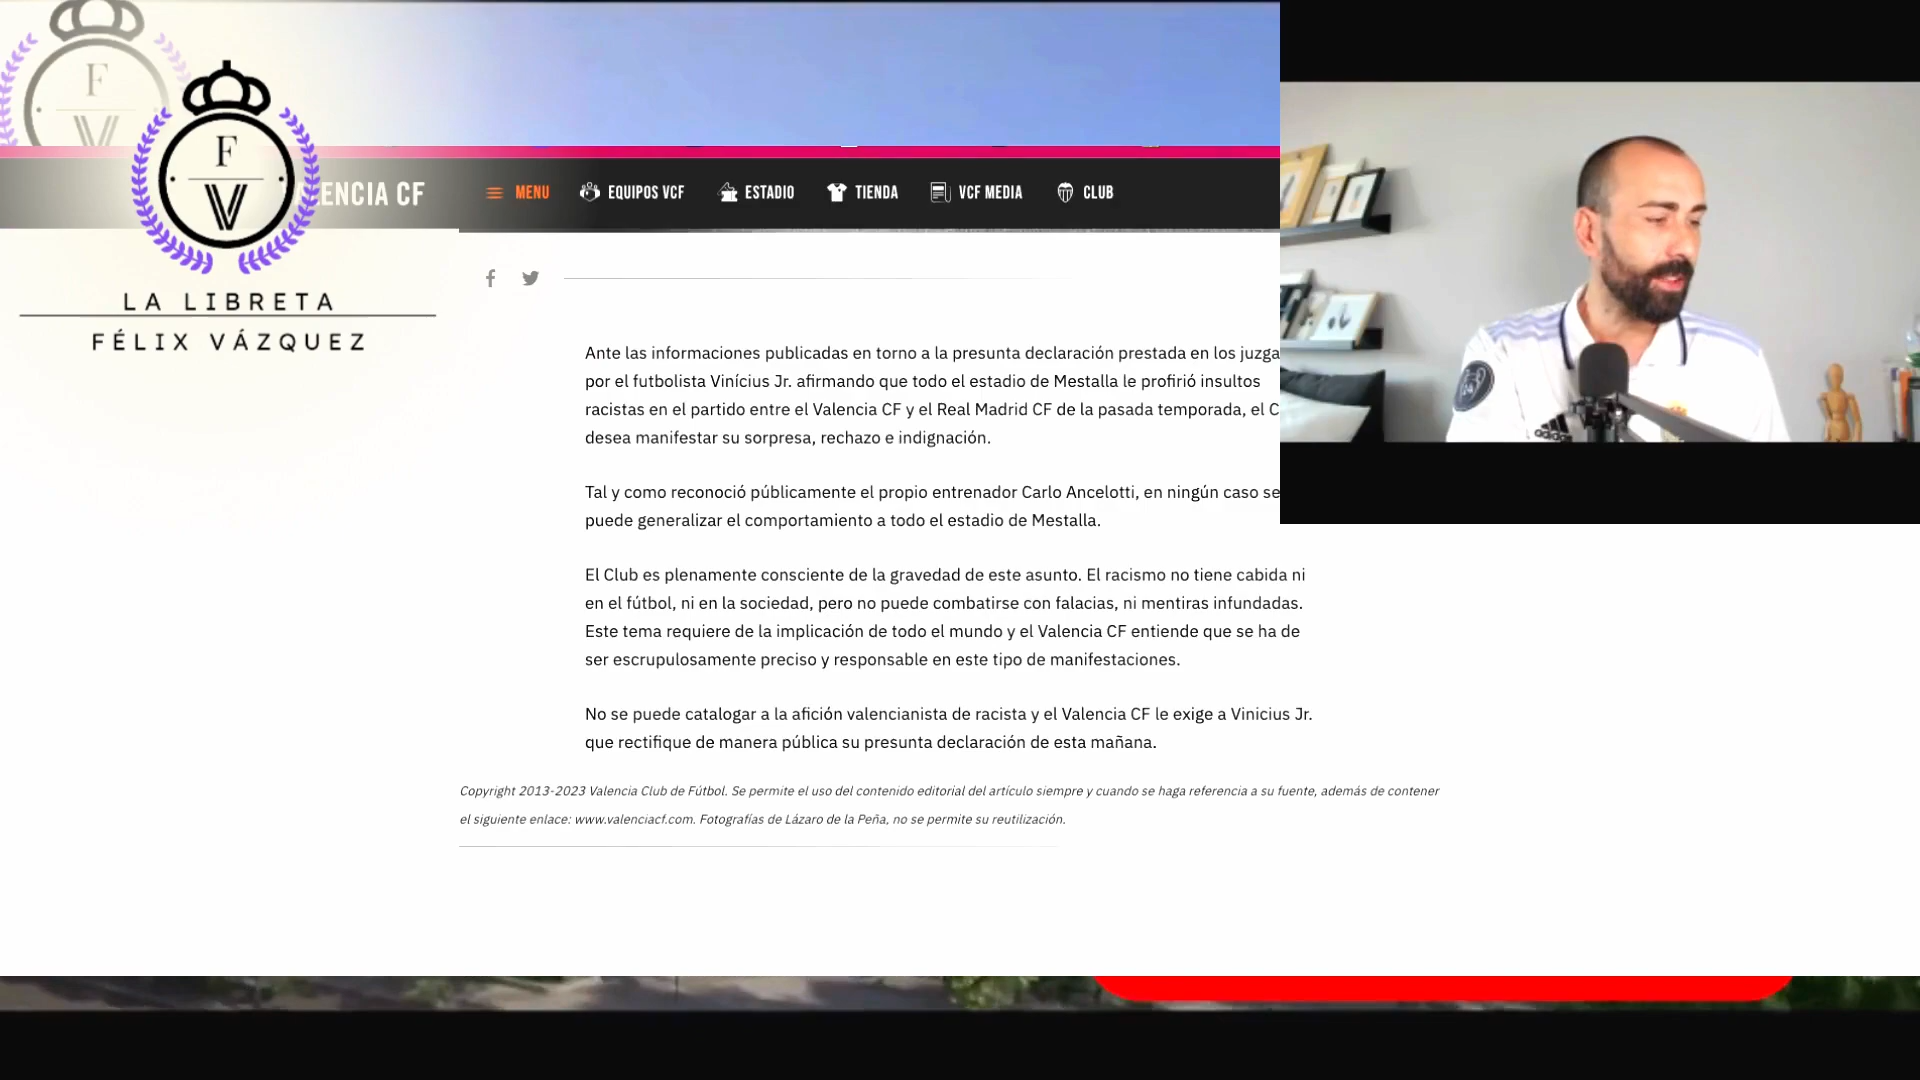 F
V
F
V
LA LIBRETA
FÉLIX VÁZQUEZ
ENCIA CF
MENU
EQUIPOS VCF
ESTADIO
TIENDA
VCF MEDIA
CLUB
Ante las informaciones publicadas en torno a la presunta declaración prestada en los juzga
por el futbolista Vinícius Jr. afirmando que todo el estadio de Mestalla le profirió insultos
racistas en el partido entre el Valencia CF y el Real Madrid CF de la pasada temporada, el C
desea manifestar su sorpresa, rechazo e indignación.
Tal y como reconoció públicamente el propio entrenador Carlo Ancelotti, en ningún caso se
puede generalizar el comportamiento a todo el estadio de Mestalla.
El Club es plenamente consciente de la gravedad de este asunto. El racismo no tiene cabida ni
en el fútbol, ni en la sociedad, pero no puede combatirse con falacias, ni mentiras infundadas.
Este tema requiere de la implicación de todo el mundo y el Valencia CF entiende que se ha de
ser escrupulosamente preciso y responsable en este tipo de manifestaciones.
No se puede catalogar a la afición valencianista de racista y el Valencia CF le exige a Vinicius Jr.
que rectifique de manera pública su presunta declaración de esta mañana.
Copyright 2013-2023 Valencia Club de Fútbol. Se permite el uso del contenido editorial del artículo siempre y cuando se haga referencia a su fuente, además de contener
el siguiente enlace: www.valenciacf.com. Fotografías de Lázaro de la Peña, no se permite su reutilización.